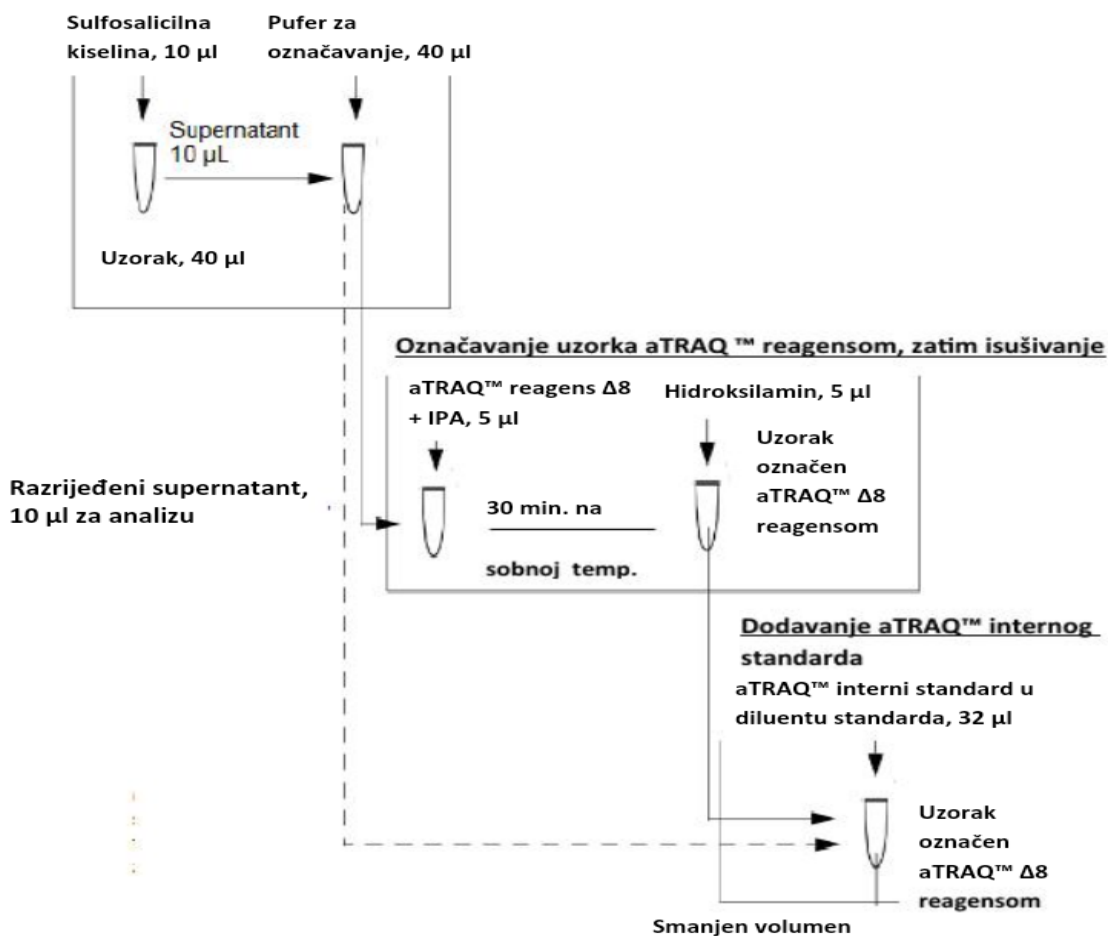 Sulfosalicilna
kiselina, 10 µl
Pufer za
označavanje, 40 µl
Supernatant
10 µL
Uzorak, 40 µl
Označavanje uzorka aTRAQ ™ reagensom, zatim isušivanje
aTRAQ™ reagens Δ8
+ IPA, 5 µl
Hidroksilamin, 5 µl
Uzorak
označen
aTRAQ™ Δ8
reagensom
Razrijeđeni supernatant,
10 µl za analizu
30 min. na
sobnoj temp.
Dodavanje aTRAQ™ internog
standarda
aTRAQ™ interni standard u
diluentu standarda, 32 µl
Uzorak
označen
aTRAQ™ Δ8
reagensom
Smanjen volumen